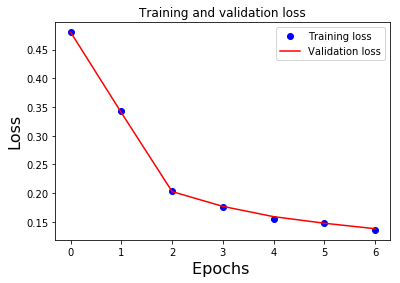 Training and validation loss
Training loss
Validation loss
Loss
0.45
0.40
0.35
0.30
0.25
0.20
0.15
0 1 2 3 4 5 6
Epochs